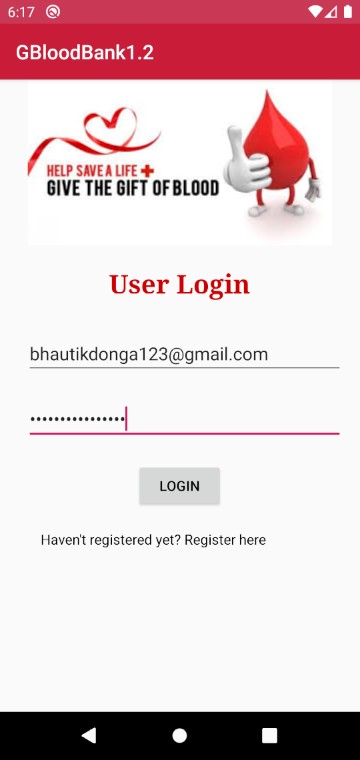 6:17
GBloodBank1.2
HELP SAVE A LIFE
GIVE THE GIFT OF BLOOD
User Login
bhautikdonga123@gmail.com
••••••••••••••••
LOGIN
Haven't registered yet? Register here